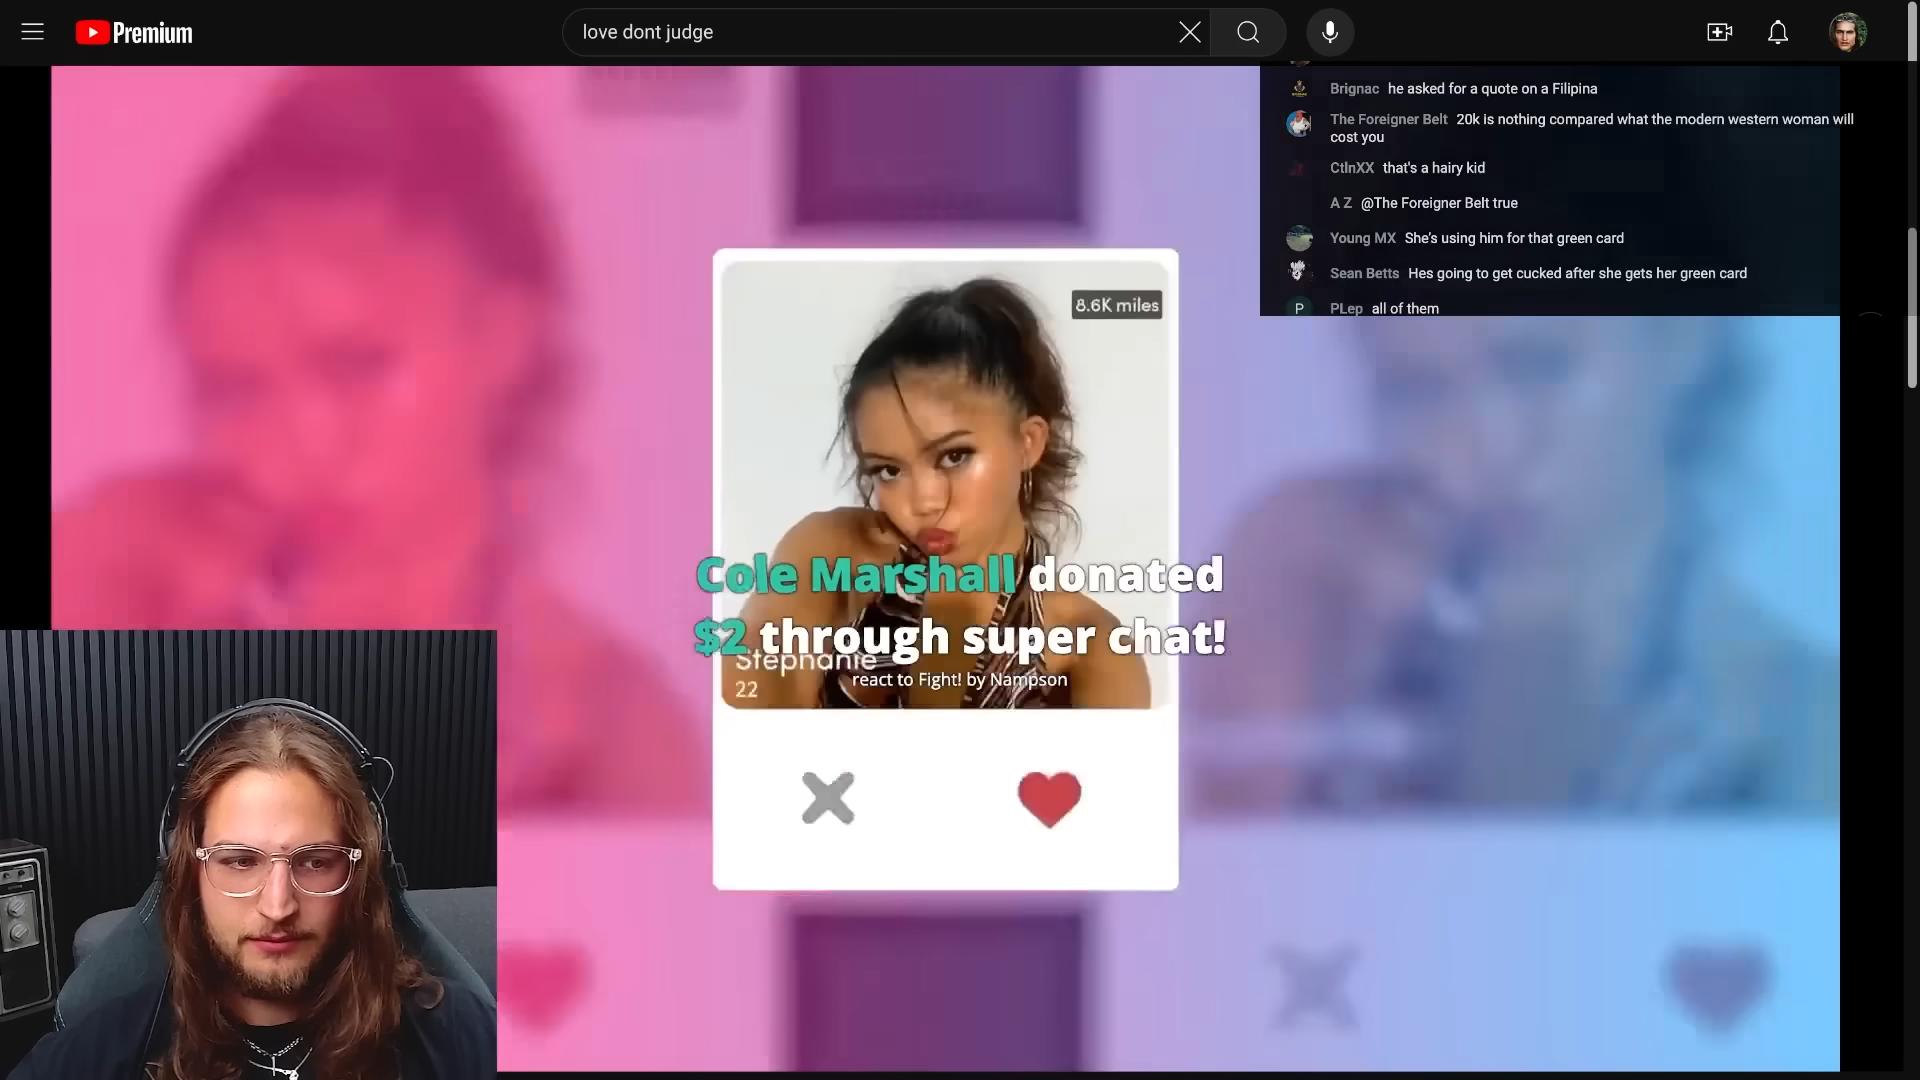 Premium
love dont judge
Brignac he asked for a quote on a Filipina
The Foreigner Belt 20k is nothing compared what the modern western woman will
cost you
CtlnXX that's a hairy kid
A Z @The Foreigner Belt true
Young MX She's using him for that green card
Sean Betts Hes going to get cucked after she gets her green card
P PLep all of them
8.6K miles
Cole Marshall donated
$2 through super chat!
Stephanie
react to Fight! by Nampson
22